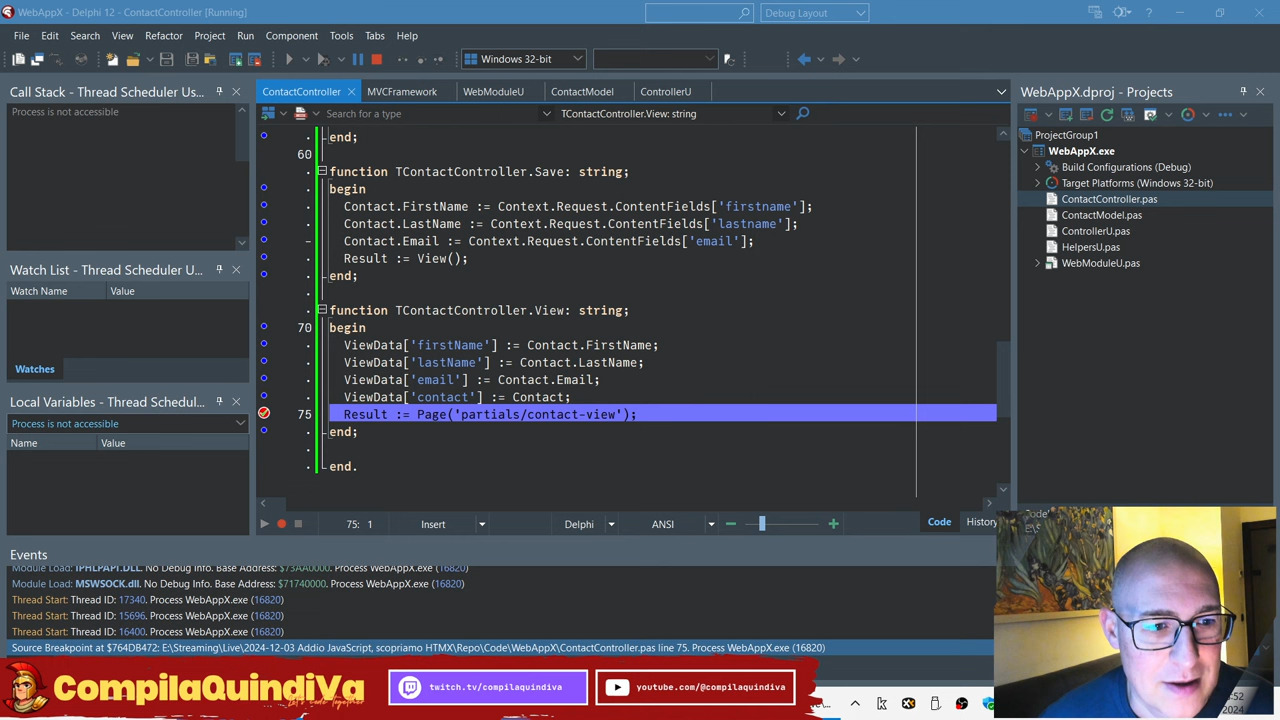 WebAppX - Delphi 12 - ContactController [Running]
Debug Layout
File Edit Search View Refactor Project Run Component Tools Tabs Help
Windows 32-bit
Call Stack - Thread Scheduler Us...
Process is not accessible
Watch List - Thread Scheduler U...
Watch Name Value
Watches
Local Variables - Thread Schedul...
Process is not accessible
Name Value
ContactController MVCFramework WebModuleU ContactModel ControllerU
Search for a type
TContactController.View: string
end;
60
function TContactController.Save: string;
begin
Contact.FirstName := Context.Request.ContentFields['firstname'];
Contact.LastName := Context.Request.ContentFields['lastname'];
Contact.Email := Context.Request.ContentFields['email'];
Result := View();
end;
function TContactController.View: string;
70 begin
ViewData['firstName'] := Contact.FirstName;
ViewData['lastName'] := Contact.LastName;
ViewData['email'] := Contact.Email;
ViewData['contact'] := Contact;
75 Result := Page('partials/contact-view');
end;
end.
75: 1 Insert Delphi ANSI Code History
WebAppX.dproj - Projects
ProjectGroup1
WebAppX.exe
Build Configurations (Debug)
Target Platforms (Windows 32-bit)
ContactController.pas
ContactModel.pas
ControllerU.pas
HelpersU.pas
WebModuleU.pas
Events
Module Load: IPHLPAPI.DLL. No Debug Info. Base Address: $73AA0000. Process WebAppX.exe (16820)
Module Load: MSWSOCK.dll. No Debug Info. Base Address: $71740000. Process WebAppX.exe (16820)
Thread Start: Thread ID: 17340. Process WebAppX.exe (16820)
Thread Start: Thread ID: 15696. Process WebAppX.exe (16820)
Thread Start: Thread ID: 16400. Process WebAppX.exe (16820)
Source Breakpoint at $764DB472: E:\Streaming\Live\2024-12-03 Addio JavaScript, scopriamo HTMX\Repo\Code\WebAppX\ContactController.pas line 75. Process WebAppX.exe (16820)
CompilaQuindiVa
Let's Code Together
twitch.tv/compilaquindiva
youtube.com/@compilaquindiva